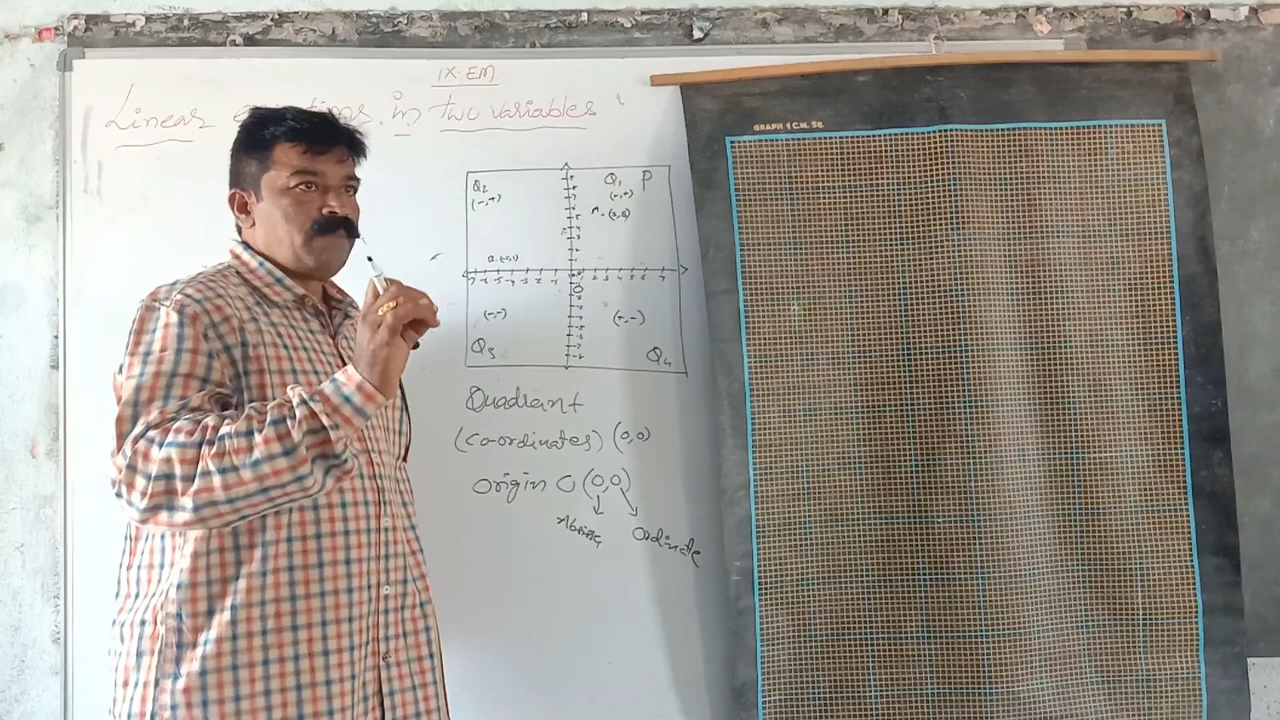 IX. EM
Linear in two variables
GRAPH 1 C.M. SQ.
Q2
(-,+)
Q1 P
(+,+)
(-,-)
(+,-)
Q3
Q4
Quadrant
(co-ordinates) (0,0)
origin O (0,0)
Ordinate